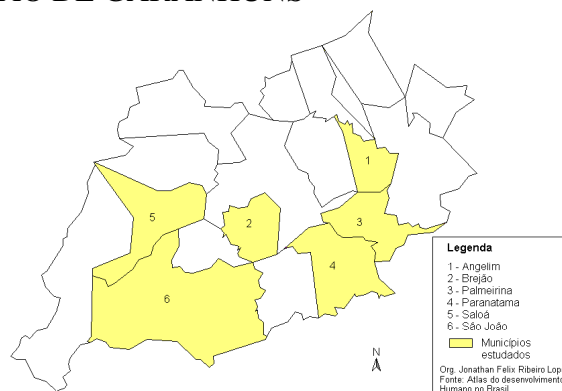 DE GARANHUNS
1
5
2
3
4
6
N
Legenda
1 - Angelim
2 - Brejão
3 - Palmeirina
4 - Paranatama
5 - Saloá
6 - São João
Municípios
estudados
Org. Jonathan Felix Ribeiro Lop
Fonte: Atlas do desenvolvimento
Humano no Brasil